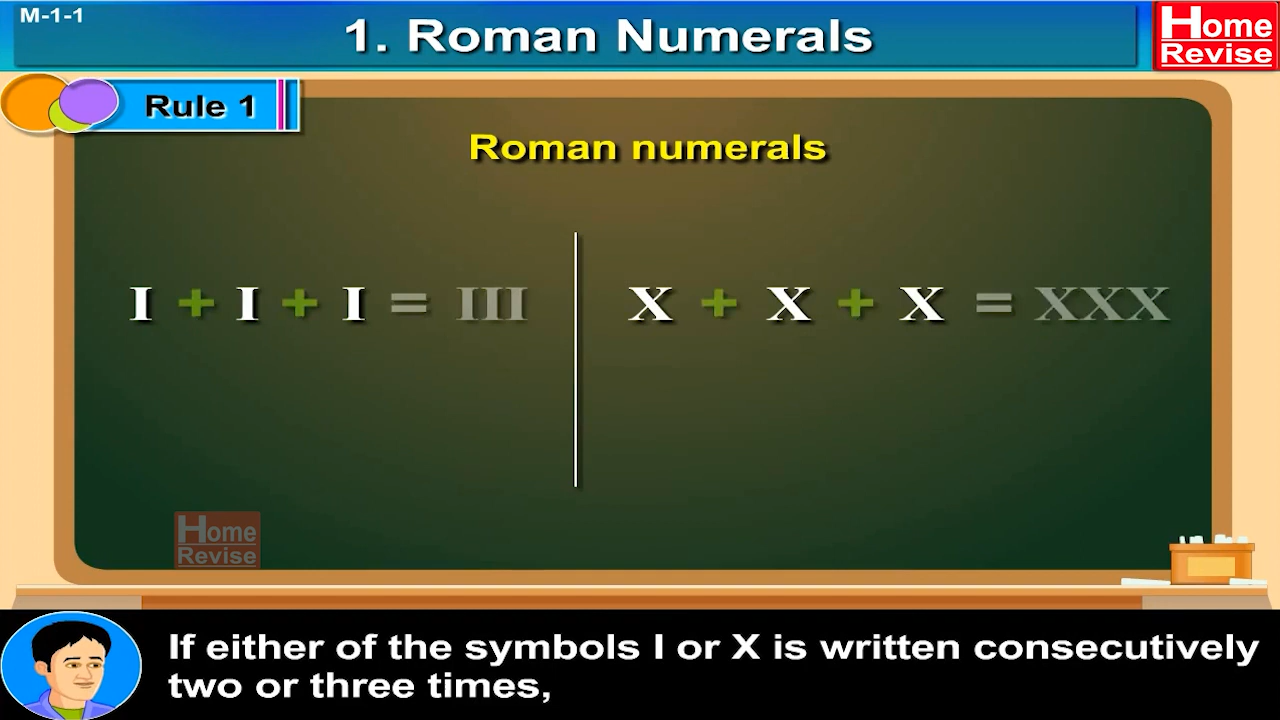 M-1-1
1. Roman Numerals
Home
Revise
Rule 1
Roman numerals
I + I + I = III
X + X + X = XXX
Home
Revise
If either of the symbols I or X is written consecutively
two or three times,